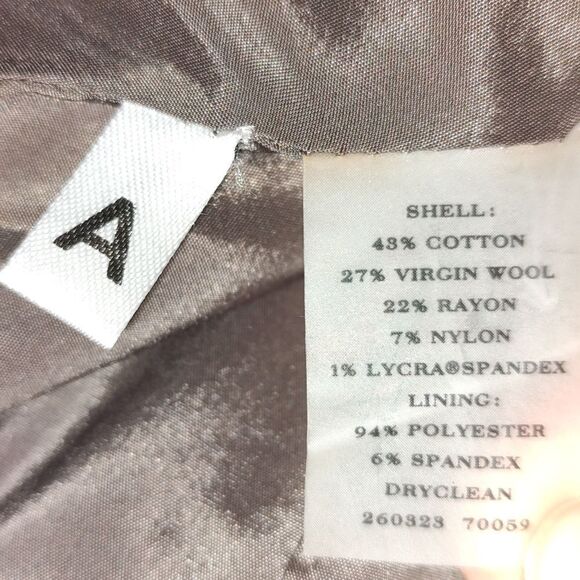 A
SHELL:
43% COTTON
27% VIRGIN WOOL
22% RAYON
7% NYLON
1% LYCRA®SPANDEX
LINING:
94% POLYESTER
6% SPANDEX
DRYCLEAN
260323 70059